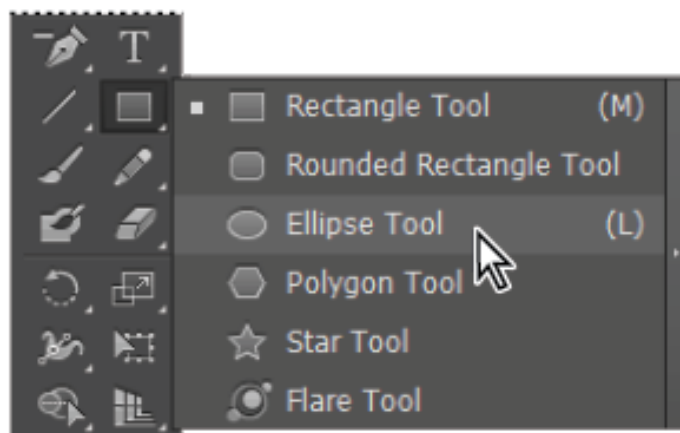 T
Rectangle Tool (M)
Rounded Rectangle Tool
Ellipse Tool (L)
Polygon Tool
Star Tool
Flare Tool